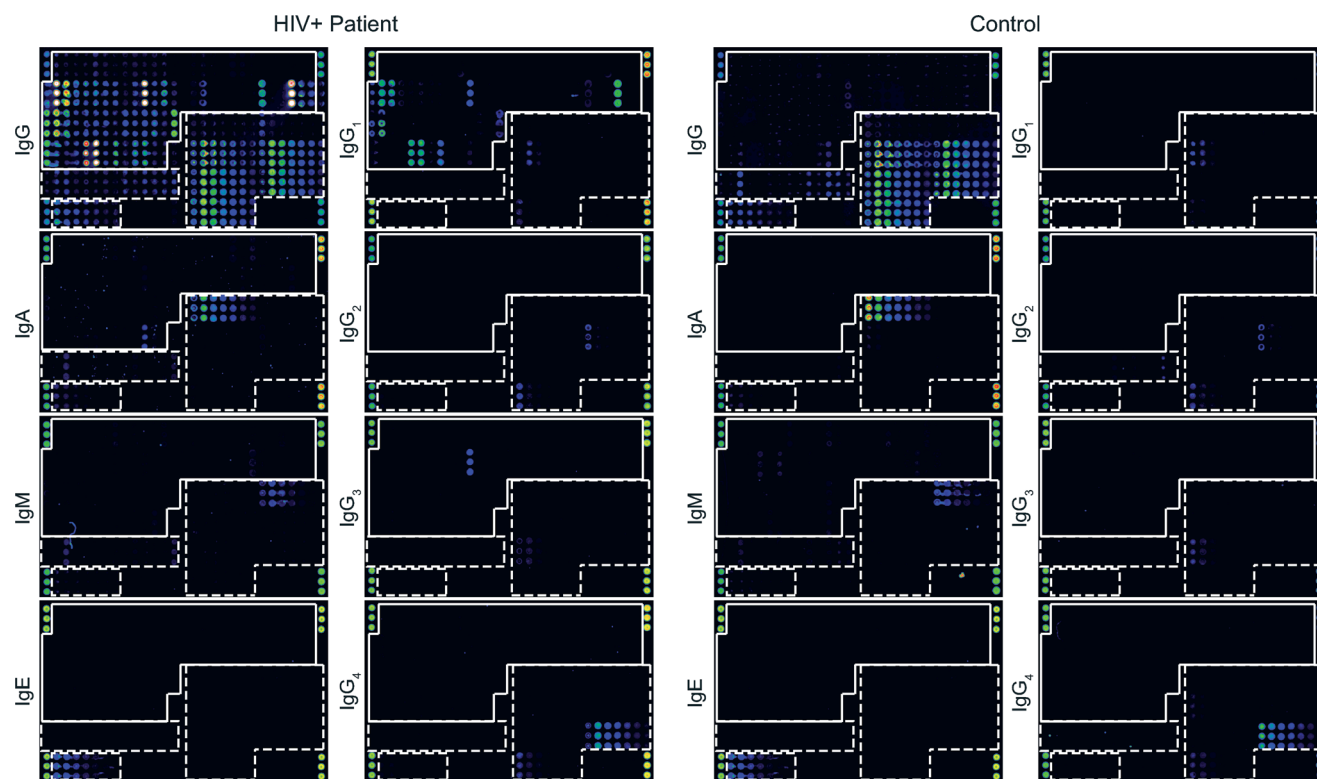 HIV+ Patient Control
IgG IgG₁ IgG IgG₁
IgA IgG₂ IgA IgG₂
IgM IgG₃ IgM IgG₃
IgE IgG₄ IgE IgG₄